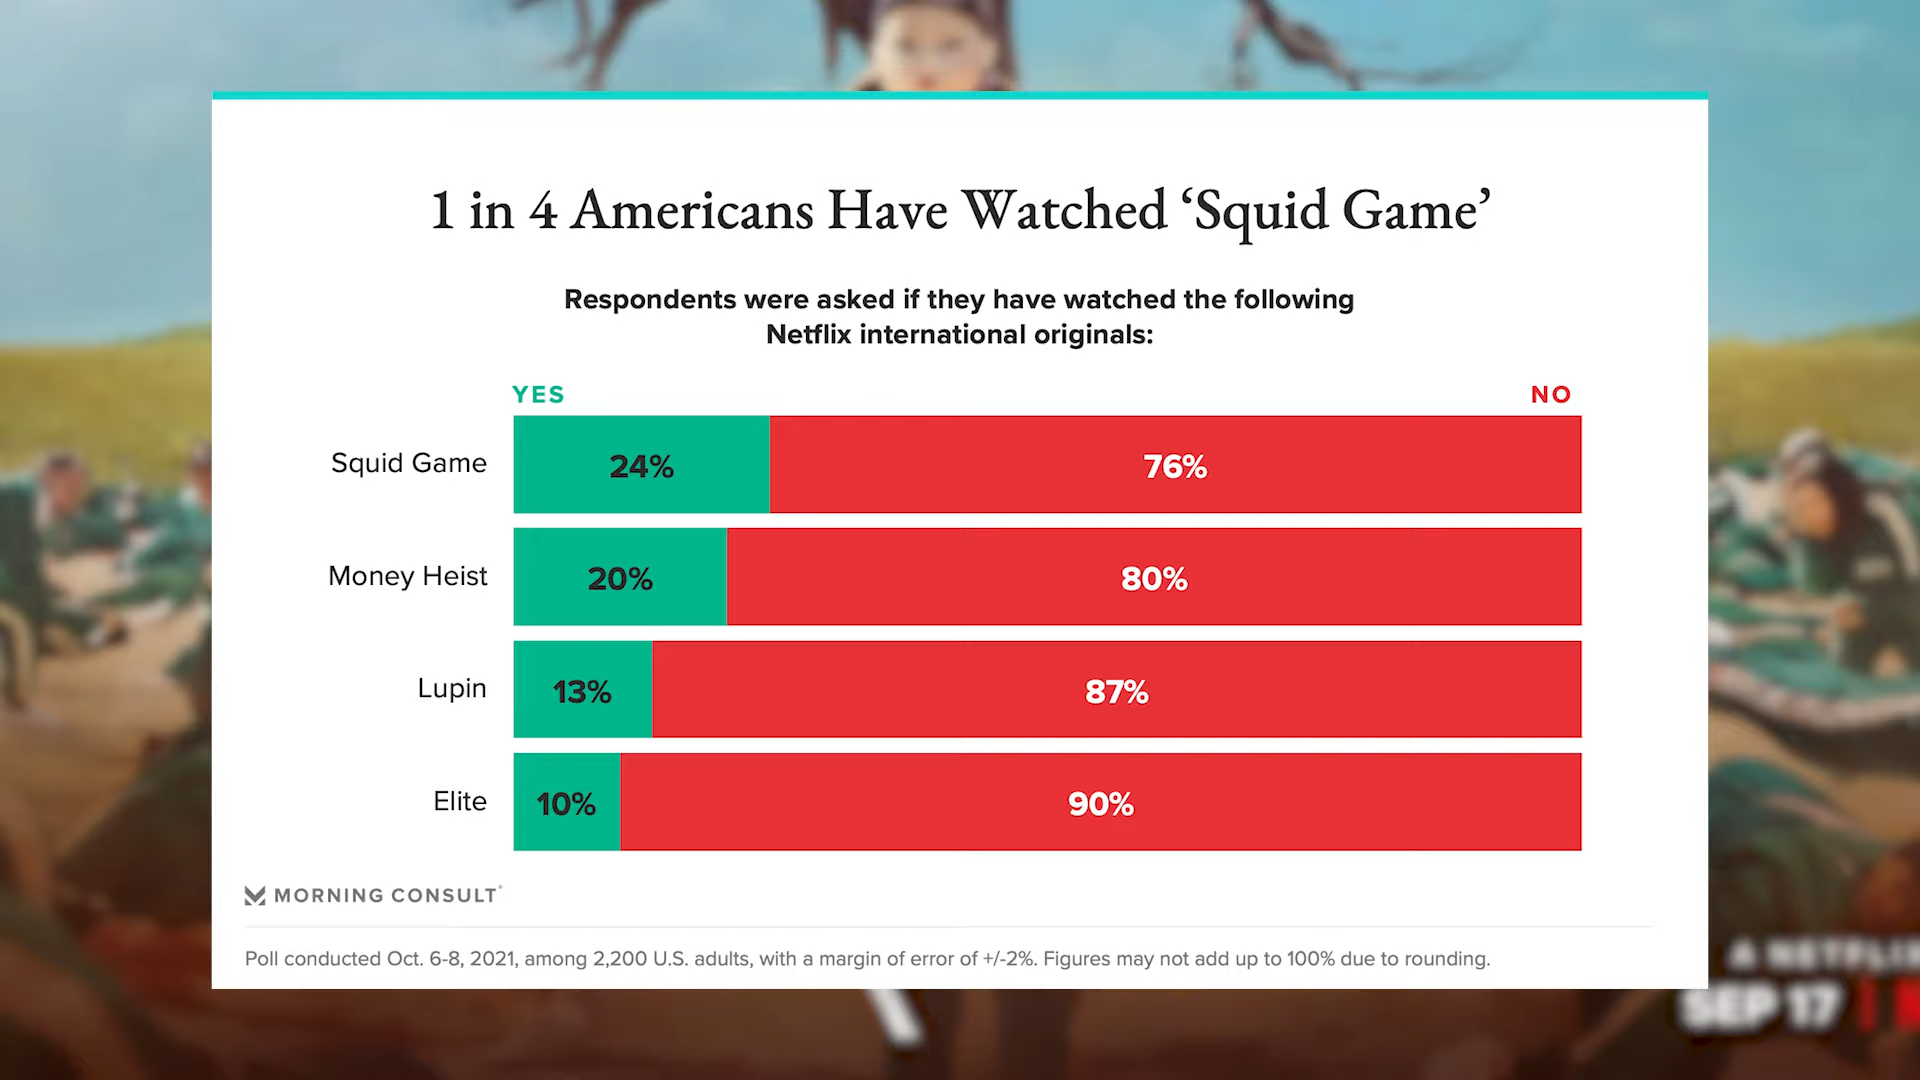 1 in 4 Americans Have Watched ‘Squid Game’
Respondents were asked if they have watched the following
Netflix international originals:
YES NO
Squid Game 24% 76%
Money Heist 20% 80%
Lupin 13% 87%
Elite 10% 90%
MORNING CONSULT
Poll conducted Oct. 6-8, 2021, among 2,200 U.S. adults, with a margin of error of +/-2%. Figures may not add up to 100% due to rounding.
A NETFLIX
SEP 17